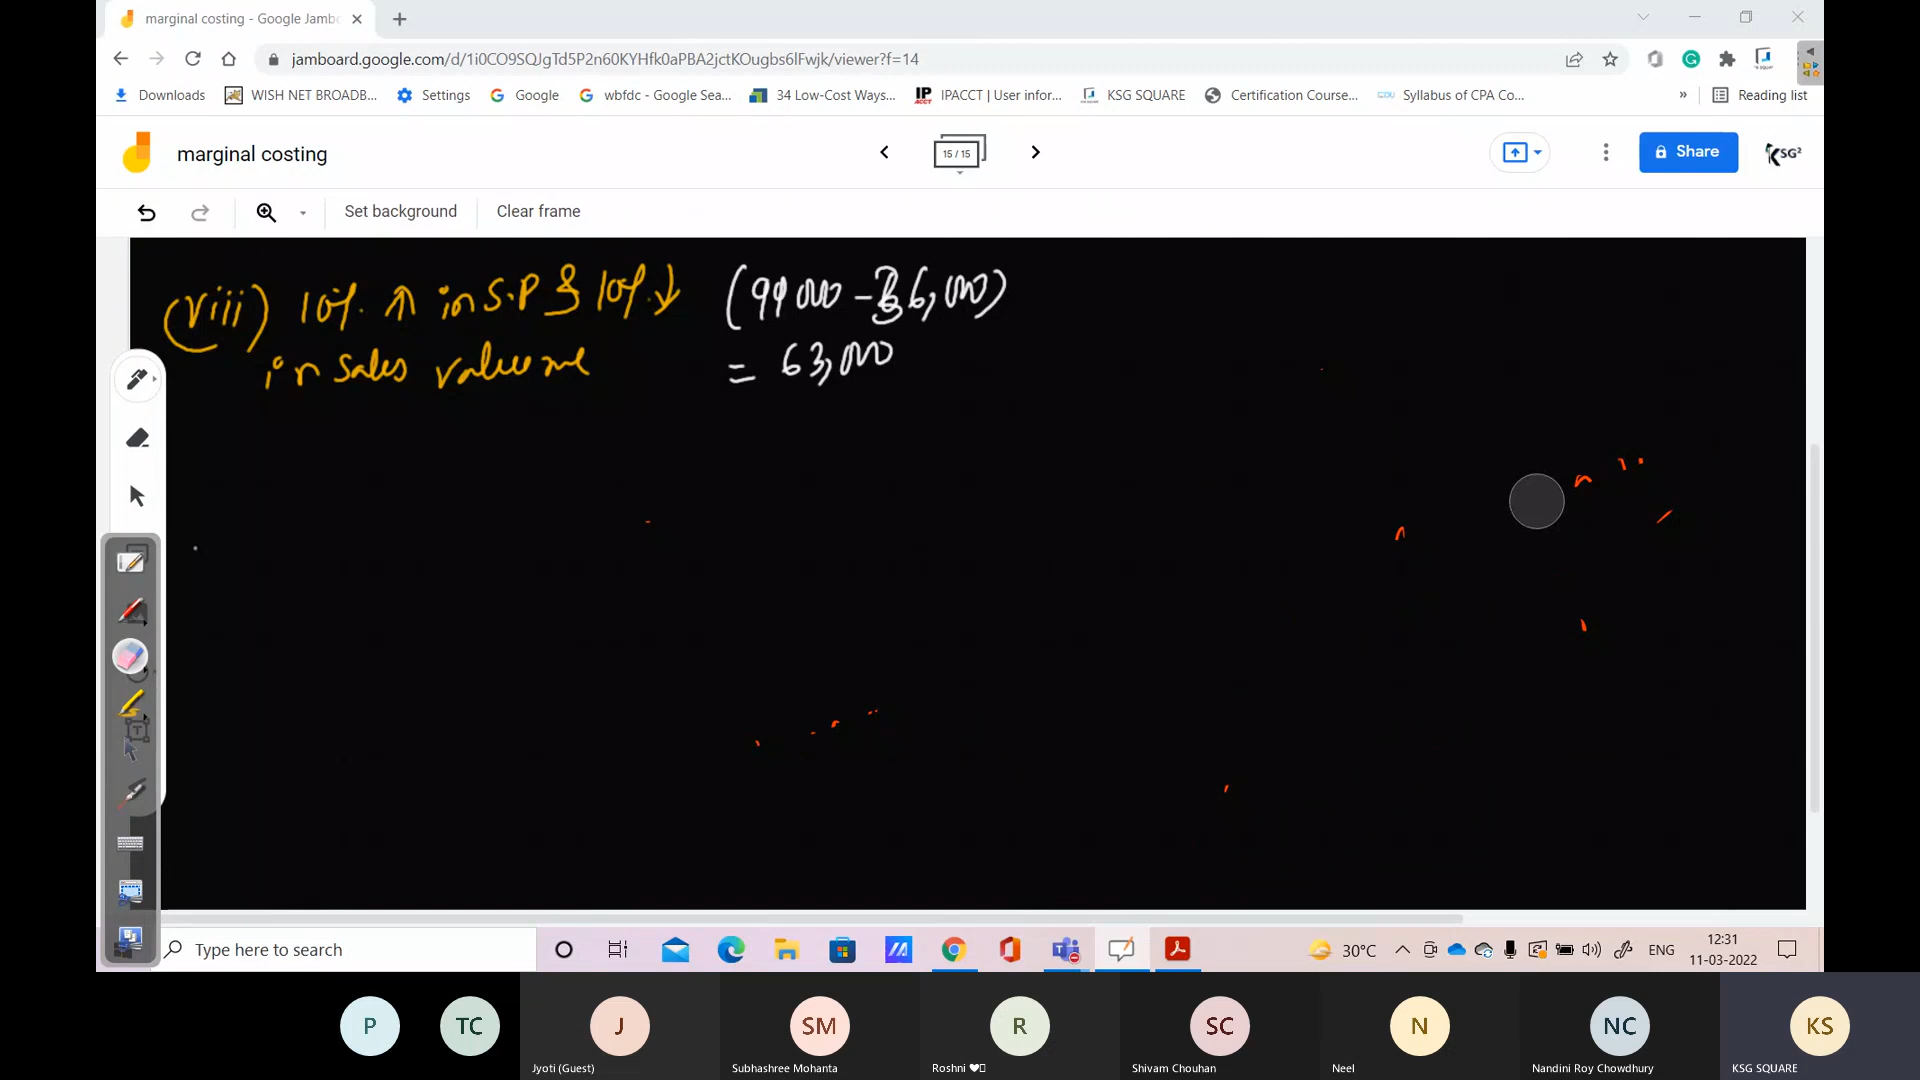 marginal costing - Google Jambo
jamboard.google.com/d/1i0CO9SQJgTd5P2n60KYHfk0aPBA2jctKOugbs6lFwjk/viewer?f=14
Downloads WISH NET BROADB... Settings Google wbfdc - Google Sea... 34 Low-Cost Ways... IPACCT | User infor... KSG SQUARE Certification Course... Syllabus of CPA Co... » Reading list
marginal costing 15 / 15 Share KSG²
Set background Clear frame
(viii) 10% ↑ in S.P & 10% ↓ (99000 - 36,000)
in sales valueme = 63,000
Type here to search 30°C ENG 12:31
11-03-2022
P TC J SM R SC N NC KS
Jyoti (Guest) Subhashree Mohanta Roshni ❤ Shivam Chouhan Neel Nandini Roy Chowdhury KSG SQUARE